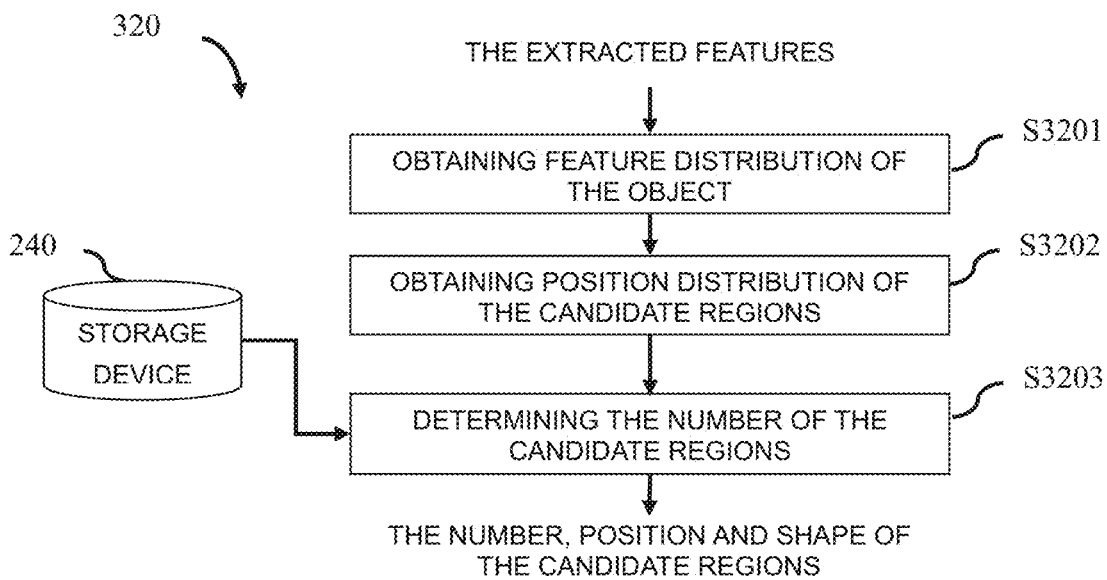 320
THE EXTRACTED FEATURES
S3201
OBTAINING FEATURE DISTRIBUTION OF
THE OBJECT
240
S3202
OBTAINING POSITION DISTRIBUTION OF
THE CANDIDATE REGIONS
STORAGE
DEVICE
S3203
DETERMINING THE NUMBER OF THE
CANDIDATE REGIONS
THE NUMBER, POSITION AND SHAPE OF
THE CANDIDATE REGIONS